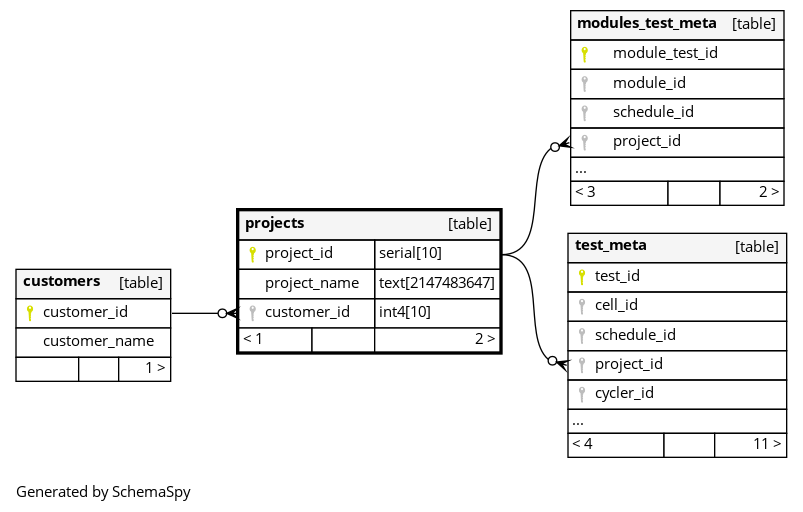 modules_test_meta [table]
module_test_id
module_id
schedule_id
project_id
...
< 3 2 >
projects [table]
project_id serial[10]
project_name text[2147483647]
customer_id int4[10]
< 1 2 >
test_meta [table]
test_id
cell_id
schedule_id
project_id
cycler_id
...
< 4 11 >
customers [table]
customer_id
customer_name
1 >
Generated by SchemaSpy